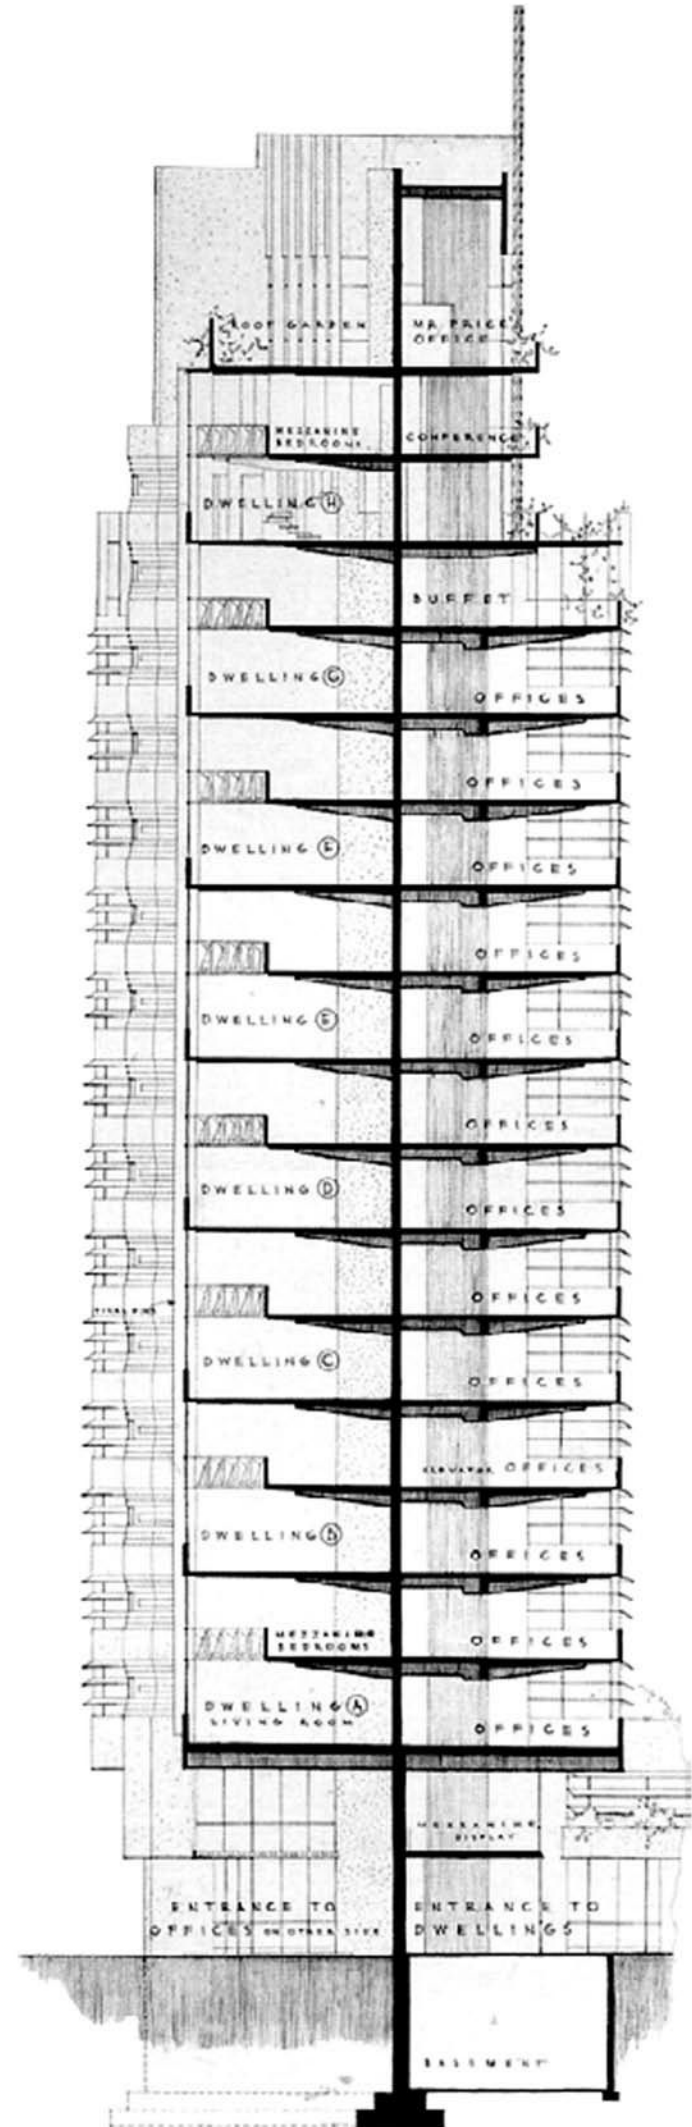 ROOF GARDEN
MR. PRICE
OFFICE
MEZZANINE
BEDROOMS
CONFERENCE
DWELLING H
BUFFET
DWELLING G
OFFICES
OFFICES
DWELLING F
OFFICES
OFFICES
DWELLING E
OFFICES
OFFICES
DWELLING D
OFFICES
OFFICES
DWELLING C
OFFICES
ELEVATOR OFFICES
DWELLING B
OFFICES
MEZZANINE
BEDROOMS
OFFICES
DWELLING A
LIVING ROOM
OFFICES
MEZZANINE
DISPLAY
ENTRANCE TO
OFFICES ON OTHER SIDE
ENTRANCE TO
DWELLINGS
BASEMENT